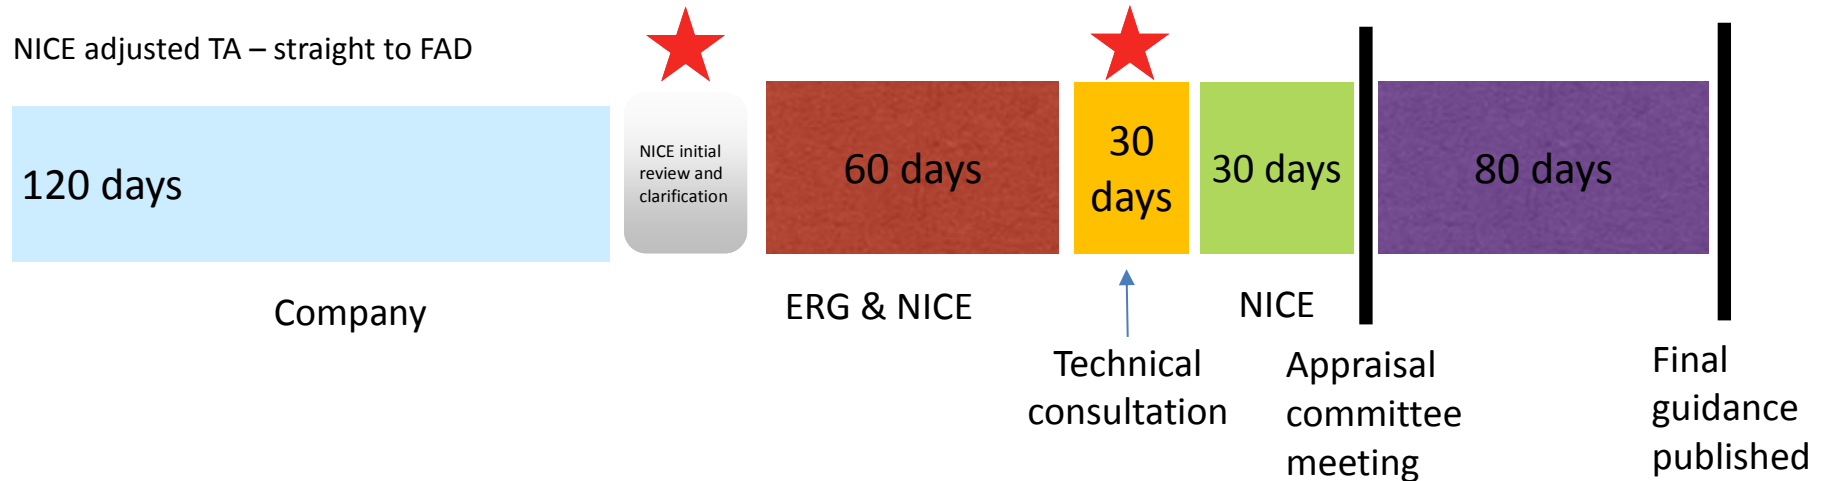 NICE adjusted TA – straight to FAD
120 days
NICE initial
review and
clarification
60 days
30
days
30 days
80 days
Company
ERG & NICE
NICE
Technical
consultation
Appraisal
committee
meeting
Final
guidance
published